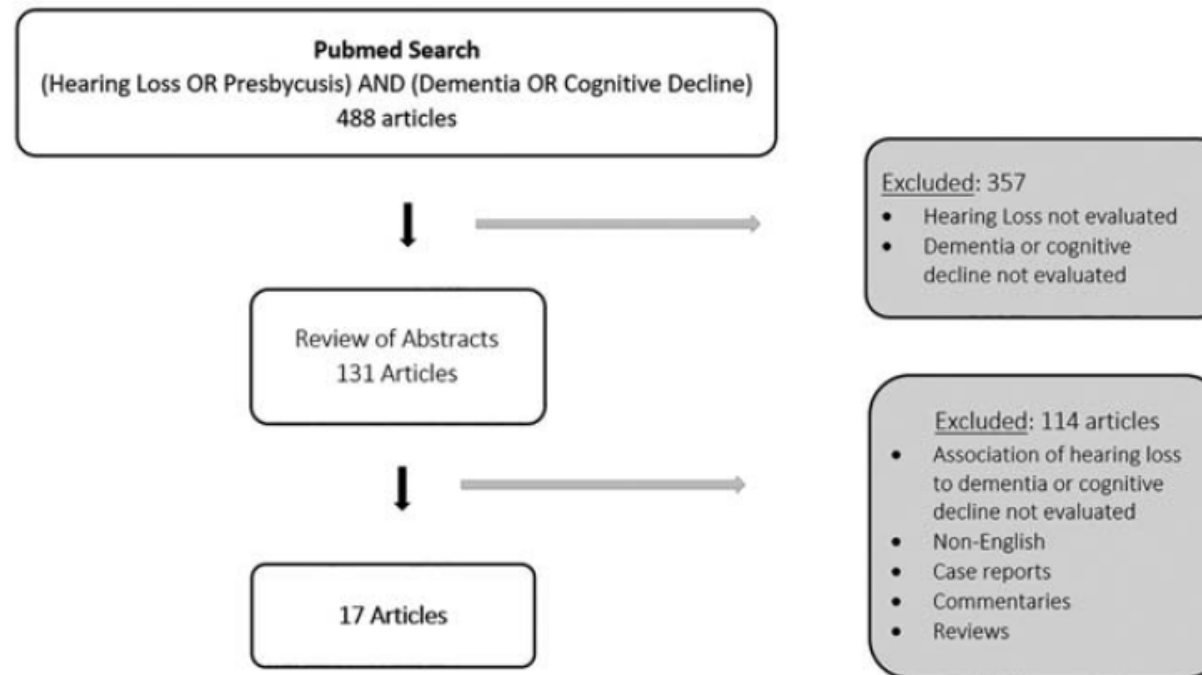 Pubmed Search
(Hearing Loss OR Presbycusis) AND (Dementia OR Cognitive Decline)
488 articles
Excluded: 357
• Hearing Loss not evaluated
• Dementia or cognitive
decline not evaluated
Review of Abstracts
131 Articles
Excluded: 114 articles
• Association of hearing loss
to dementia or cognitive
decline not evaluated
• Non-English
• Case reports
• Commentaries
• Reviews
17 Articles